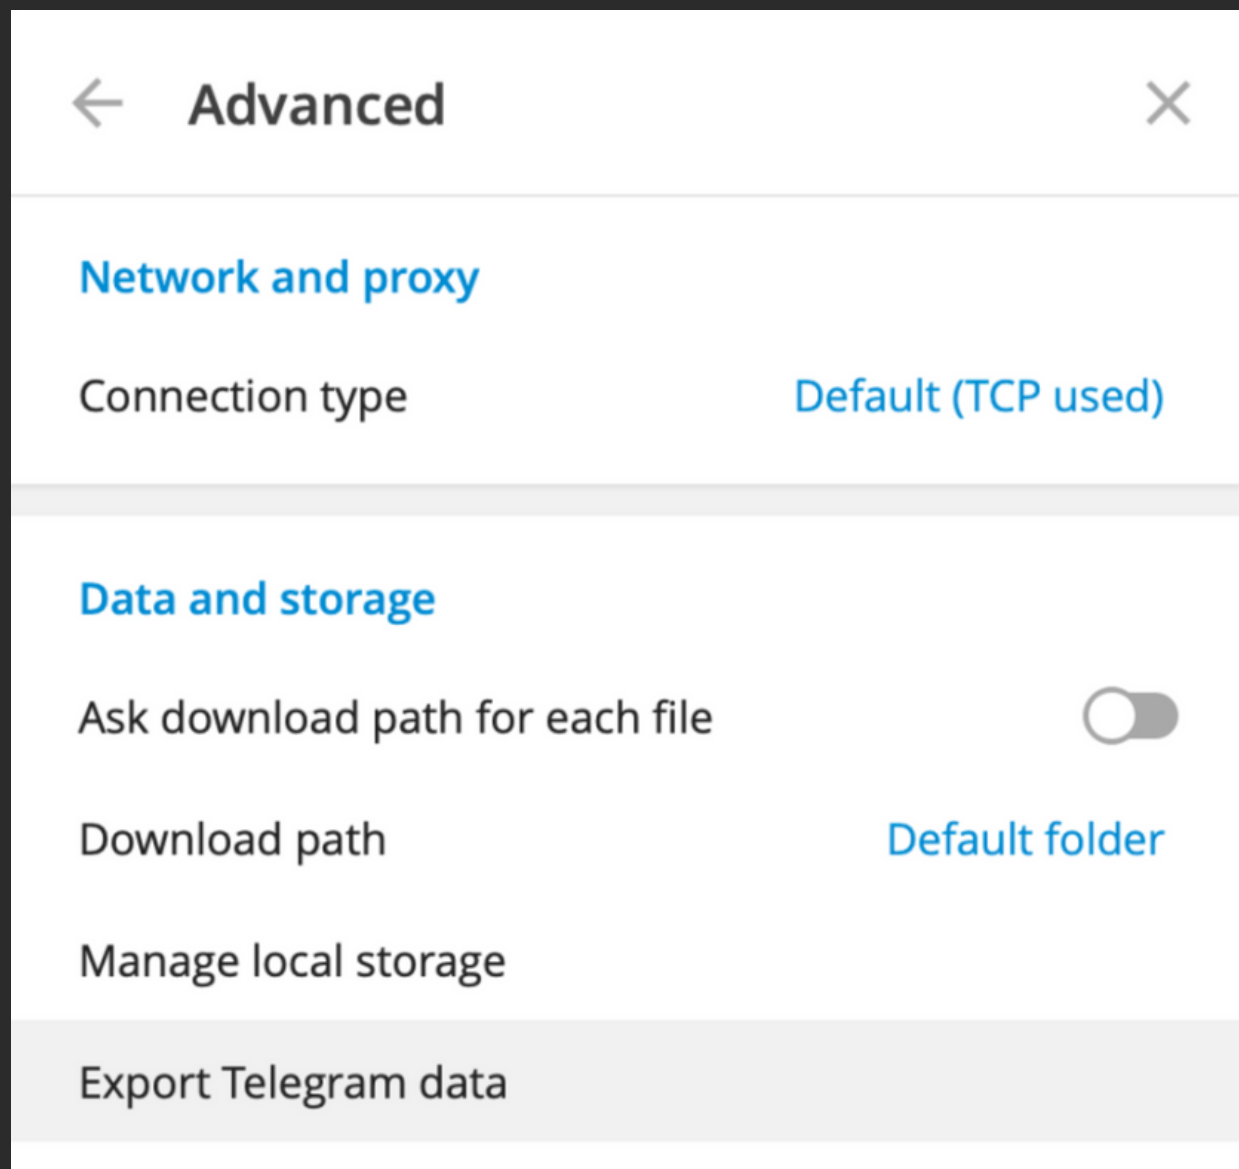 Advanced
Network and proxy
Connection type Default (TCP used)
Data and storage
Ask download path for each file
Download path Default folder
Manage local storage
Export Telegram data